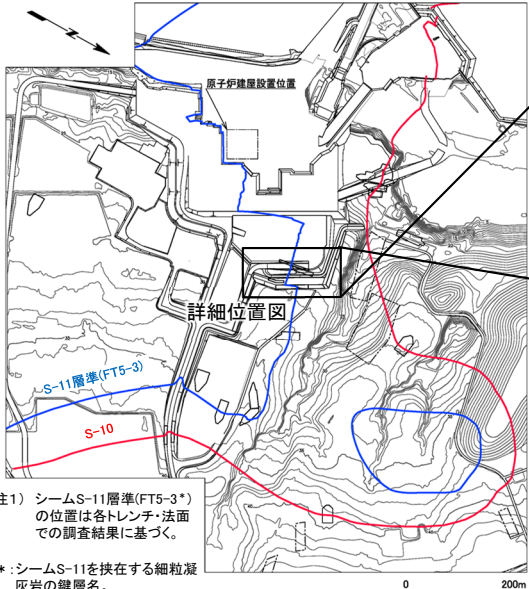 N
原子炉建屋設置位置
詳細位置図
S-11層準(FT5-3)
S-10
注1) シームS-11層準(FT5-3*)
の位置は各トレンチ・法面
での調査結果に基づく。
* :シームS-11を挟在する細粒凝
灰岩の鍵層名。
0 200m